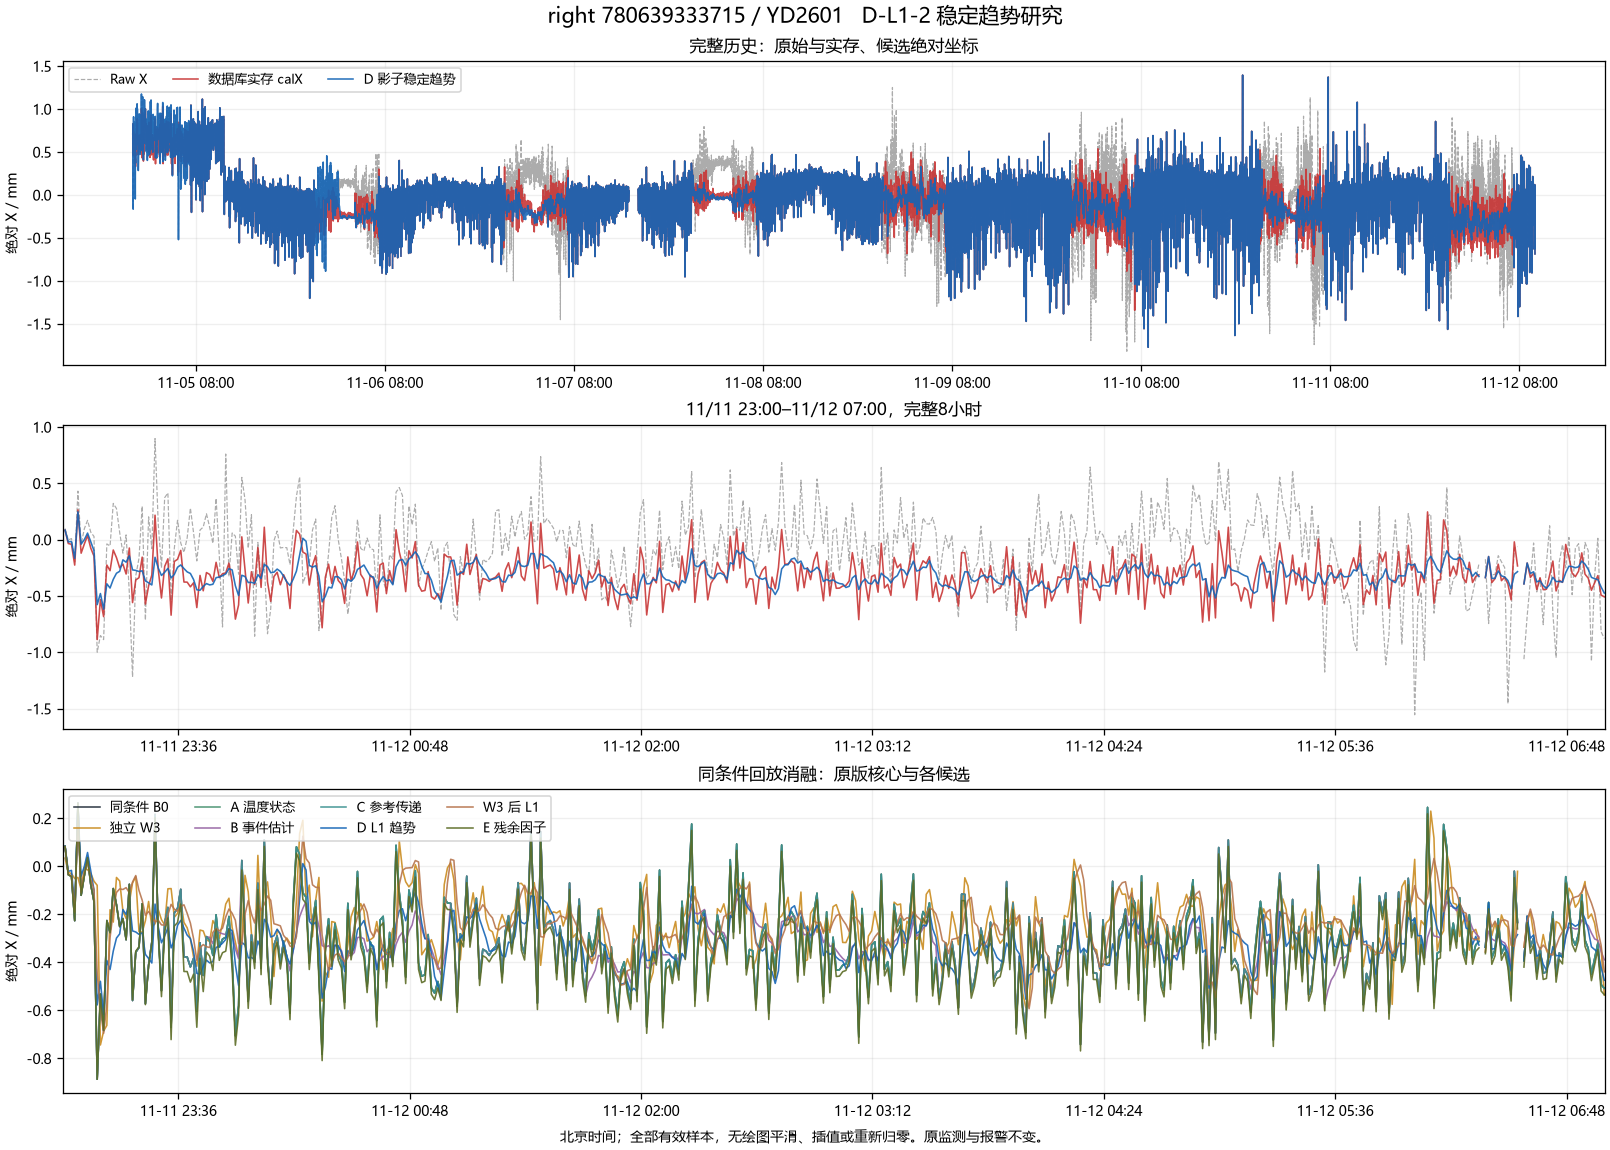 right 780639333715 / YD2601   D-L1-2 稳定趋势研究
完整历史：原始与实存、候选绝对坐标
Raw X
数据库实存 calX
D 影子稳定趋势
绝对 X / mm
1.5
1.0
0.5
0.0
-0.5
-1.0
-1.5
11-05 08:00
11-06 08:00
11-07 08:00
11-08 08:00
11-09 08:00
11-10 08:00
11-11 08:00
11-12 08:00
11/11 23:00–11/12 07:00，完整8小时
绝对 X / mm
1.0
0.5
0.0
-0.5
-1.0
-1.5
11-11 23:36
11-12 00:48
11-12 02:00
11-12 03:12
11-12 04:24
11-12 05:36
11-12 06:48
同条件回放消融：原版核心与各候选
同条件 B0
A 温度状态
C 参考传递
W3 后 L1
独立 W3
B 事件估计
D L1 趋势
E 残余因子
绝对 X / mm
0.2
0.0
-0.2
-0.4
-0.6
-0.8
11-11 23:36
11-12 00:48
11-12 02:00
11-12 03:12
11-12 04:24
11-12 05:36
11-12 06:48
北京时间；全部有效样本，无绘图平滑、插值或重新归零。原监测与报警不变。